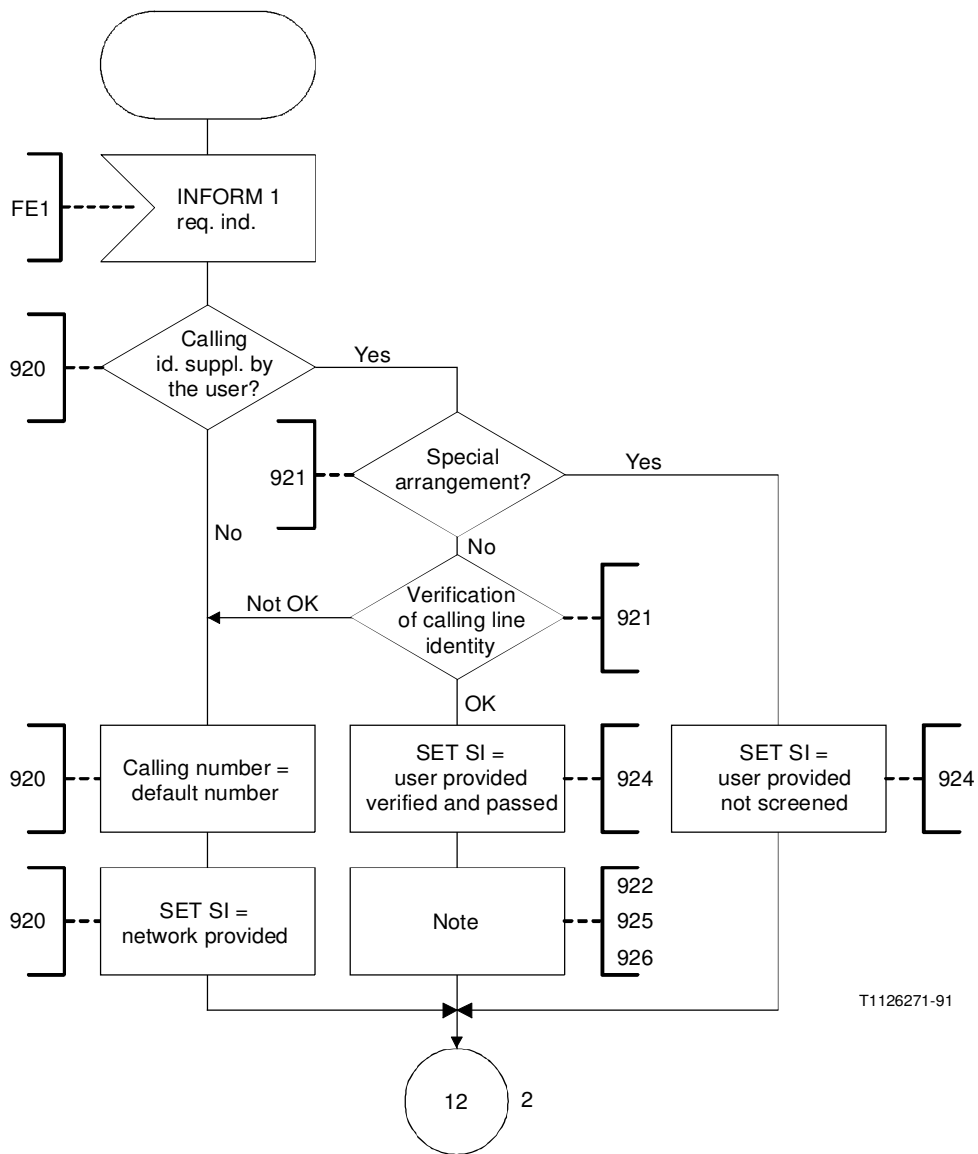 INFORM 1
req. ind.
FE1
Calling
id. suppl. by
the user?
Yes
920
Special
arrangement?
Yes
921
No
No
Verification
of calling line
identity
Not OK
921
OK
Calling number =
default number
920
SET SI =
user provided
verified and passed
924
SET SI =
user provided
not screened
924
SET SI =
network provided
920
Note
922
925
926
T1126271-91
12
2